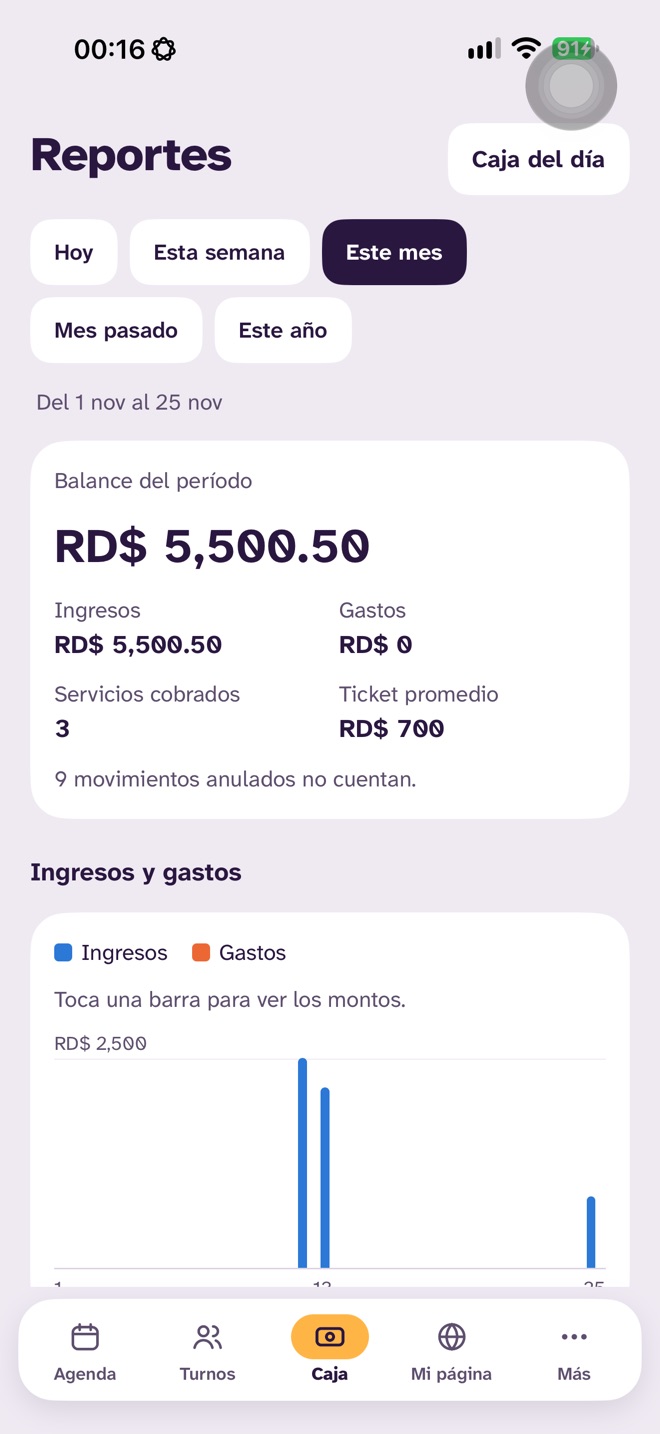 00:16
91
Reportes
Caja del día
Hoy
Esta semana
Este mes
Mes pasado
Este año
Del 1 nov al 25 nov
Balance del período
RD$ 5,500.50
Ingresos
Gastos
RD$ 5,500.50
RD$ 0
Servicios cobrados
Ticket promedio
3
RD$ 700
9 movimientos anulados no cuentan.
Ingresos y gastos
Ingresos
Gastos
Toca una barra para ver los montos.
RD$ 2,500
1
25
Agenda
Turnos
Caja
Mi página
Más